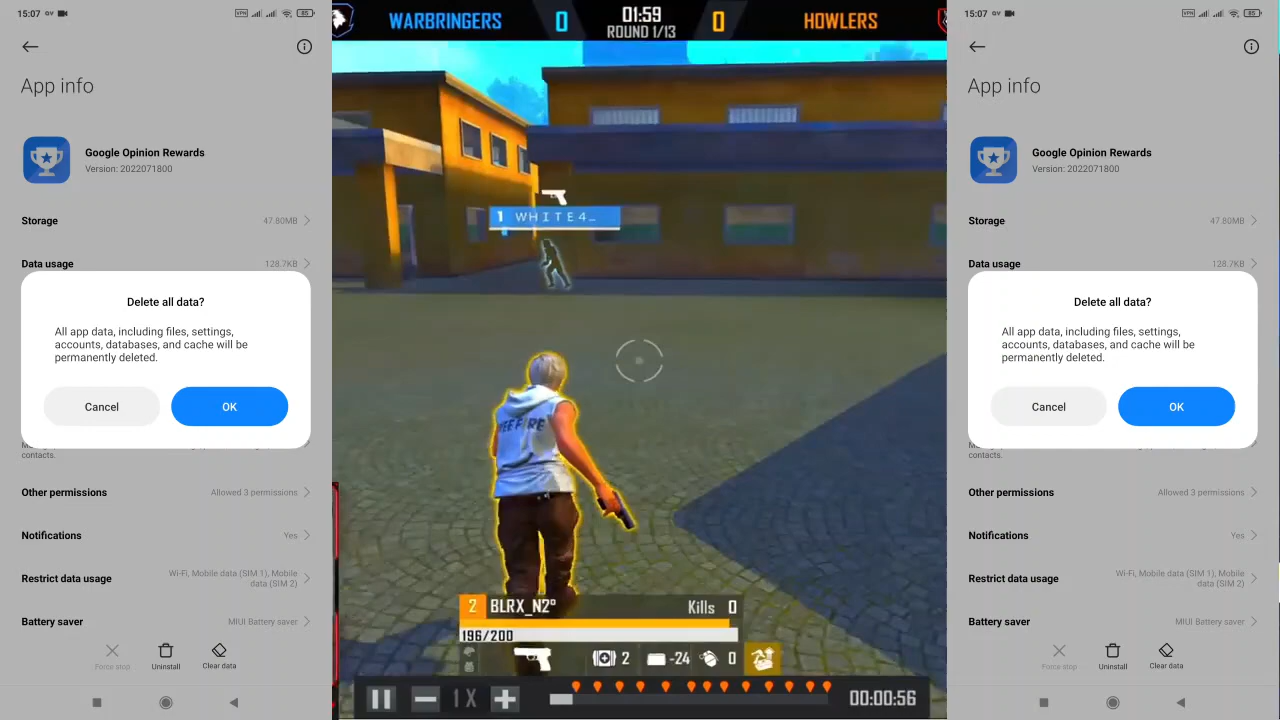 15:07
VPN
85
App info
Google Opinion Rewards
Version: 2022071800
Storage
47.80MB
Data usage
128.7KB
Delete all data?
All app data, including files, settings,
accounts, databases, and cache will be
permanently deleted.
Cancel
OK
contacts.
Other permissions
Allowed 3 permissions
Notifications
Yes
Restrict data usage
Wi-Fi, Mobile data (SIM 1), Mobile
data (SIM 2)
Battery saver
MIUI Battery saver
Force stop
Uninstall
Clear data
WARBRINGERS
0
01:59
ROUND 1/13
0
HOWLERS
1 WHITE4_
2 BLRX_N2°
Kills 0
196/200
2
-24
0
1X
00:00:56
15:07
VPN
85
App info
Google Opinion Rewards
Version: 2022071800
Storage
47.80MB
Data usage
128.7KB
Delete all data?
All app data, including files, settings,
accounts, databases, and cache will be
permanently deleted.
Cancel
OK
contacts.
Other permissions
Allowed 3 permissions
Notifications
Yes
Restrict data usage
Wi-Fi, Mobile data (SIM 1), Mobile
data (SIM 2)
Battery saver
MIUI Battery saver
Force stop
Uninstall
Clear data